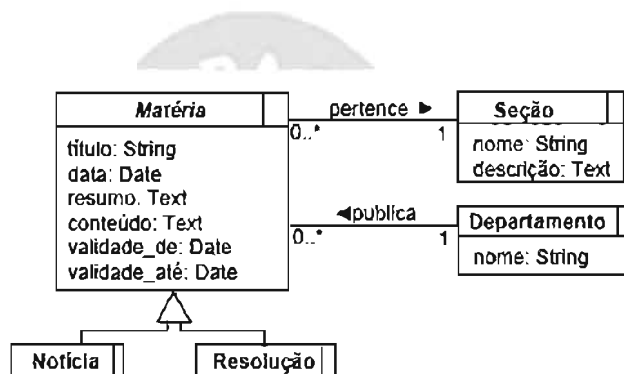 Matéria
título: String
data: Date
resumo. Text
conteúdo: Text
validade_de: Date
validade_até: Date
pertence ►
0..*
1
Seção
nome: String
descrição: Text
◄publica
0..*
1
Departamento
nome: String
Notícia
Resolução